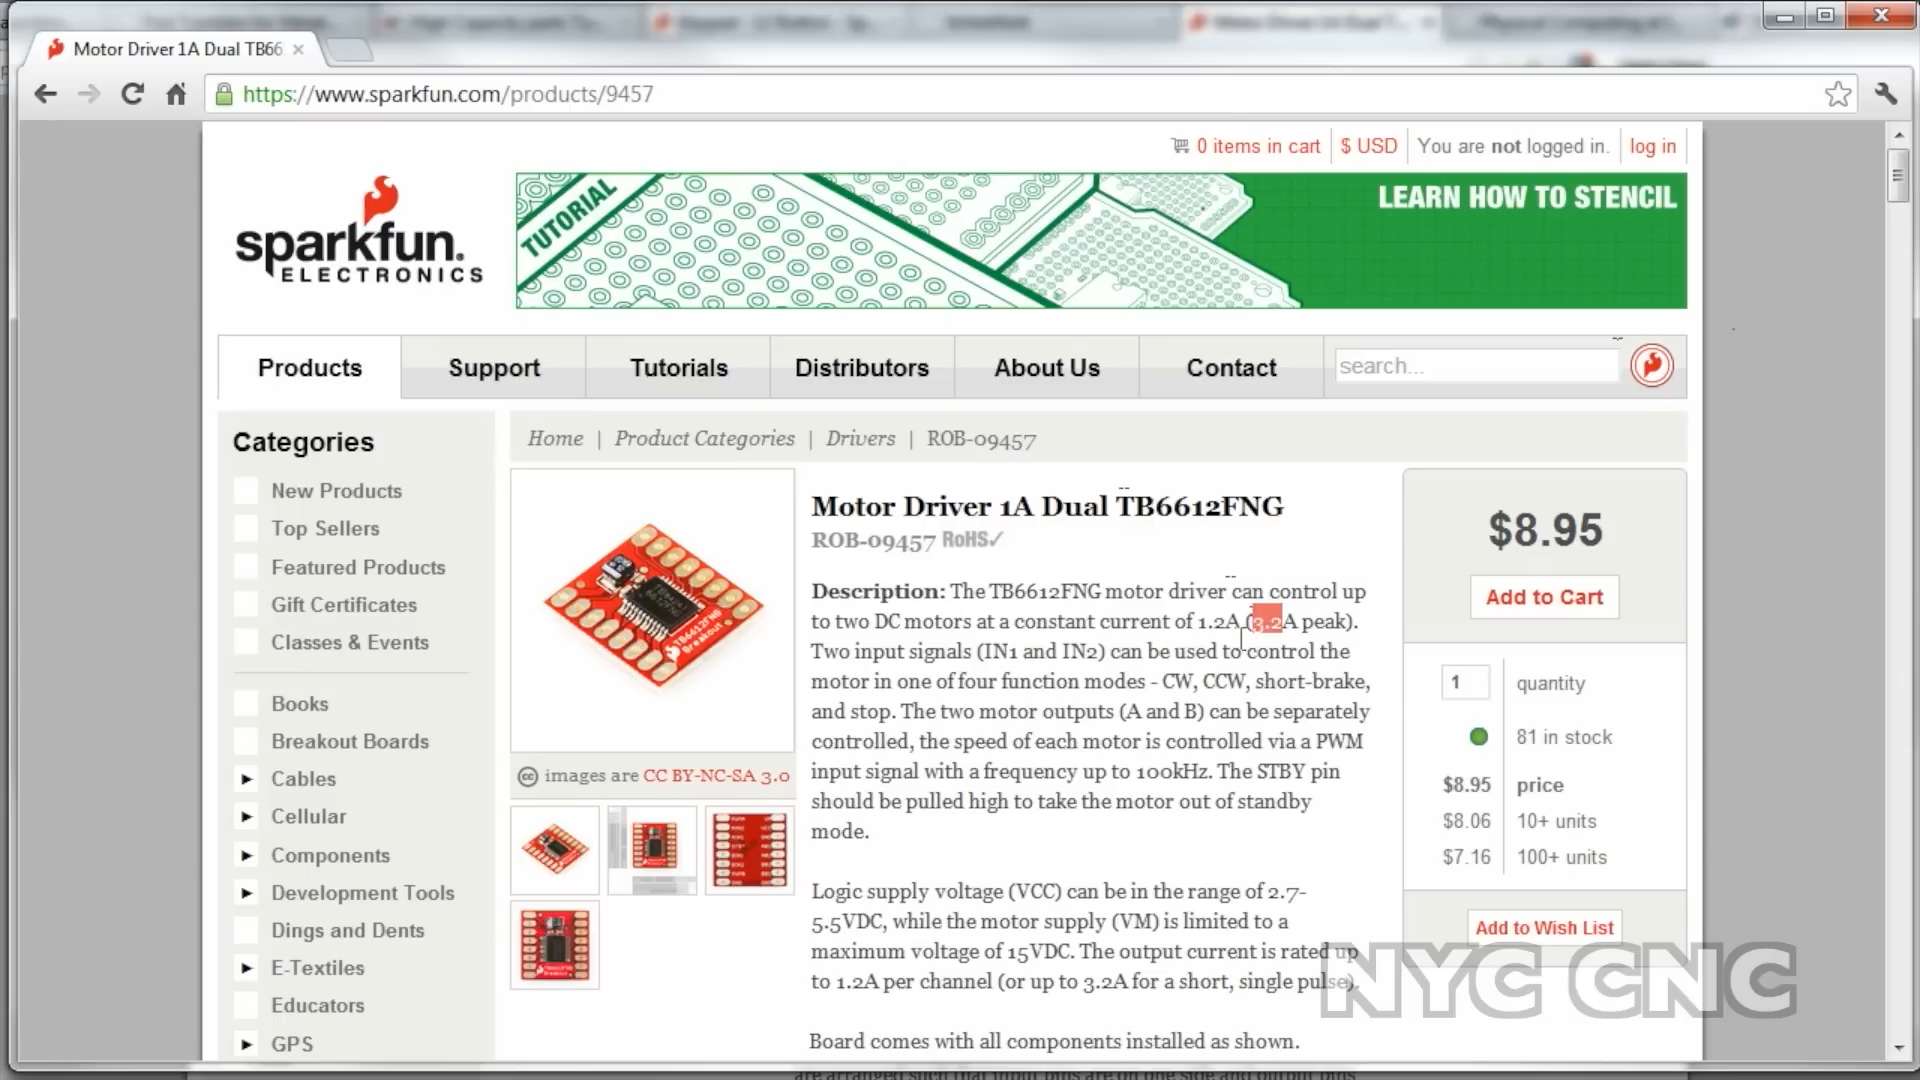 Motor Driver 1A Dual TB66
https://www.sparkfun.com/products/9457
0 items in cart
$ USD
You are not logged in.
log in
sparkfun.
ELECTRONICS
TUTORIAL
LEARN HOW TO STENCIL
Products
Support
Tutorials
Distributors
About Us
Contact
search...
Categories
New Products
Top Sellers
Featured Products
Gift Certificates
Classes & Events
Books
Breakout Boards
Cables
Cellular
Components
Development Tools
Dings and Dents
E-Textiles
Educators
GPS
Home | Product Categories | Drivers | ROB-09457
images are CC BY-NC-SA 3.0
Motor Driver 1A Dual TB6612FNG
ROB-09457 RoHS✓
Description: The TB6612FNG motor driver can control up
to two DC motors at a constant current of 1.2A (3.2A peak).
Two input signals (IN1 and IN2) can be used to control the
motor in one of four function modes - CW, CCW, short-brake,
and stop. The two motor outputs (A and B) can be separately
controlled, the speed of each motor is controlled via a PWM
input signal with a frequency up to 100kHz. The STBY pin
should be pulled high to take the motor out of standby
mode.
Logic supply voltage (VCC) can be in the range of 2.7-
5.5VDC, while the motor supply (VM) is limited to a
maximum voltage of 15VDC. The output current is rated up
to 1.2A per channel (or up to 3.2A for a short, single pulse).
Board comes with all components installed as shown.
$8.95
Add to Cart
1 quantity
81 in stock
$8.95 price
$8.06 10+ units
$7.16 100+ units
Add to Wish List
NYC CNC